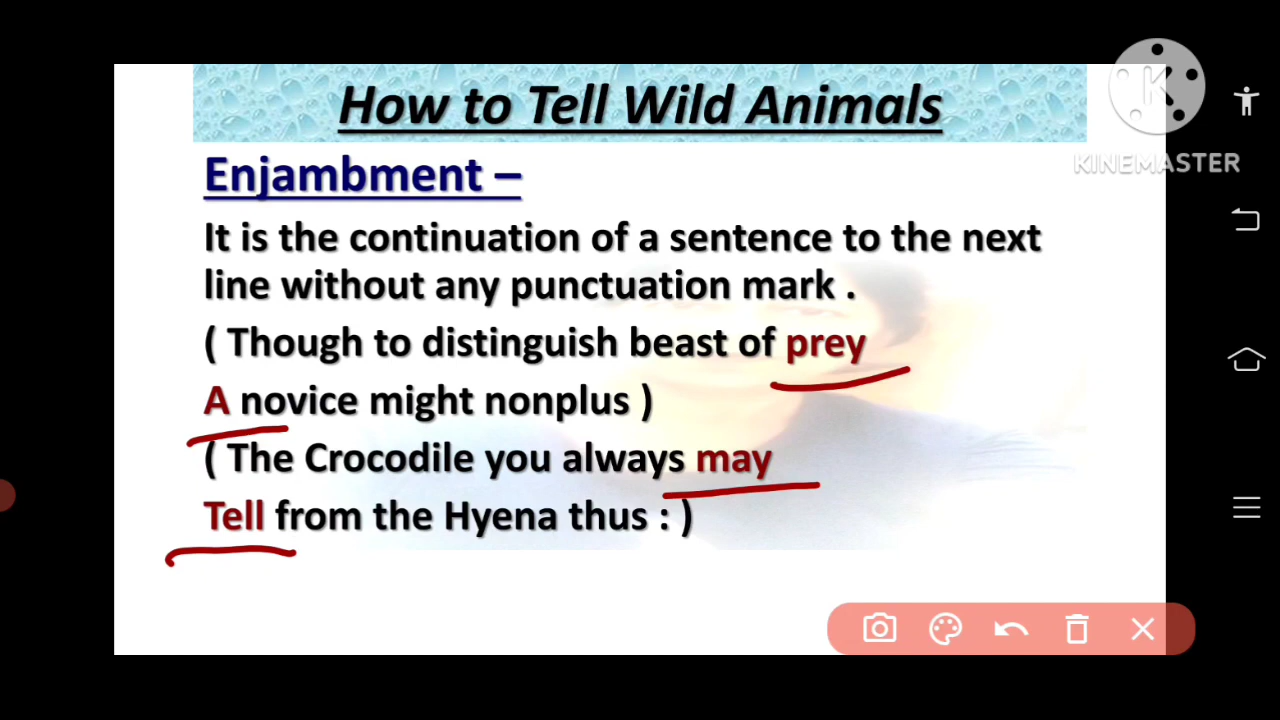 How to Tell Wild Animals
KINEMASTER
Enjambment –
It is the continuation of a sentence to the next
line without any punctuation mark .
( Though to distinguish beast of prey
A novice might nonplus )
( The Crocodile you always may
Tell from the Hyena thus : )